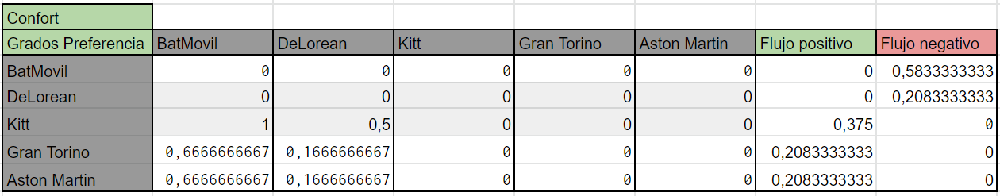 Confort
Grados Preferencia BatMovil DeLorean Kitt Gran Torino Aston Martin Flujo positivo Flujo negativo
BatMovil 0 0 0 0 0 0 0,5833333333
DeLorean 0 0 0 0 0 0 0,2083333333
Kitt 1 0,5 0 0 0 0,375 0
Gran Torino 0,6666666667 0,1666666667 0 0 0 0,2083333333 0
Aston Martin 0,6666666667 0,1666666667 0 0 0 0,2083333333 0